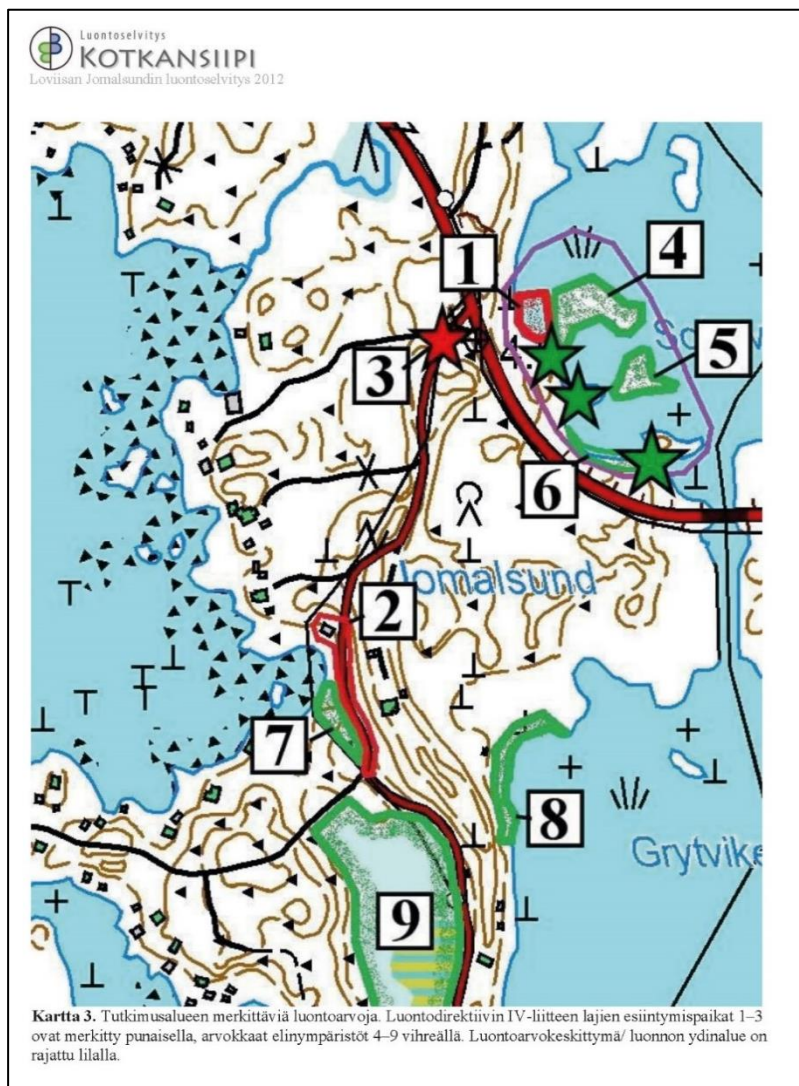 Luontoselvitys
KOTKANSIIPI
Loviisan Jomalsundin luontoselvitys 2012
1
4
5
3
6
Jomalsund
2
7
8
Grytvike
9
Kartta 3. Tutkimusalueen merkittäviä luontoarvoja. Luontodirektiivin IV-liitteen lajien esiintymispaikat 1–3
ovat merkitty punaisella, arvokkaat elinympäristöt 4–9 vihreällä. Luontoarvokeskittymä/ luonnon ydinalue on
rajattu lilalla.